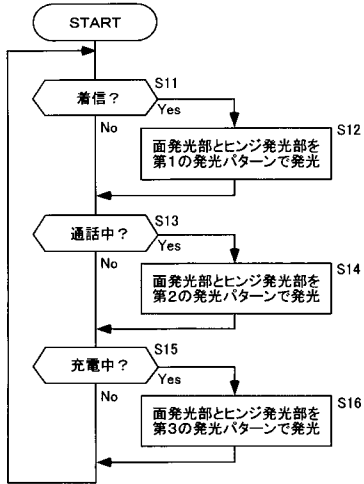 START
着信？
S11
Yes
No
S12
面発光部とヒンジ発光部を
第1の発光パターンで発光
通話中？
S13
Yes
No
S14
面発光部とヒンジ発光部を
第2の発光パターンで発光
充電中？
S15
Yes
No
S16
面発光部とヒンジ発光部を
第3の発光パターンで発光